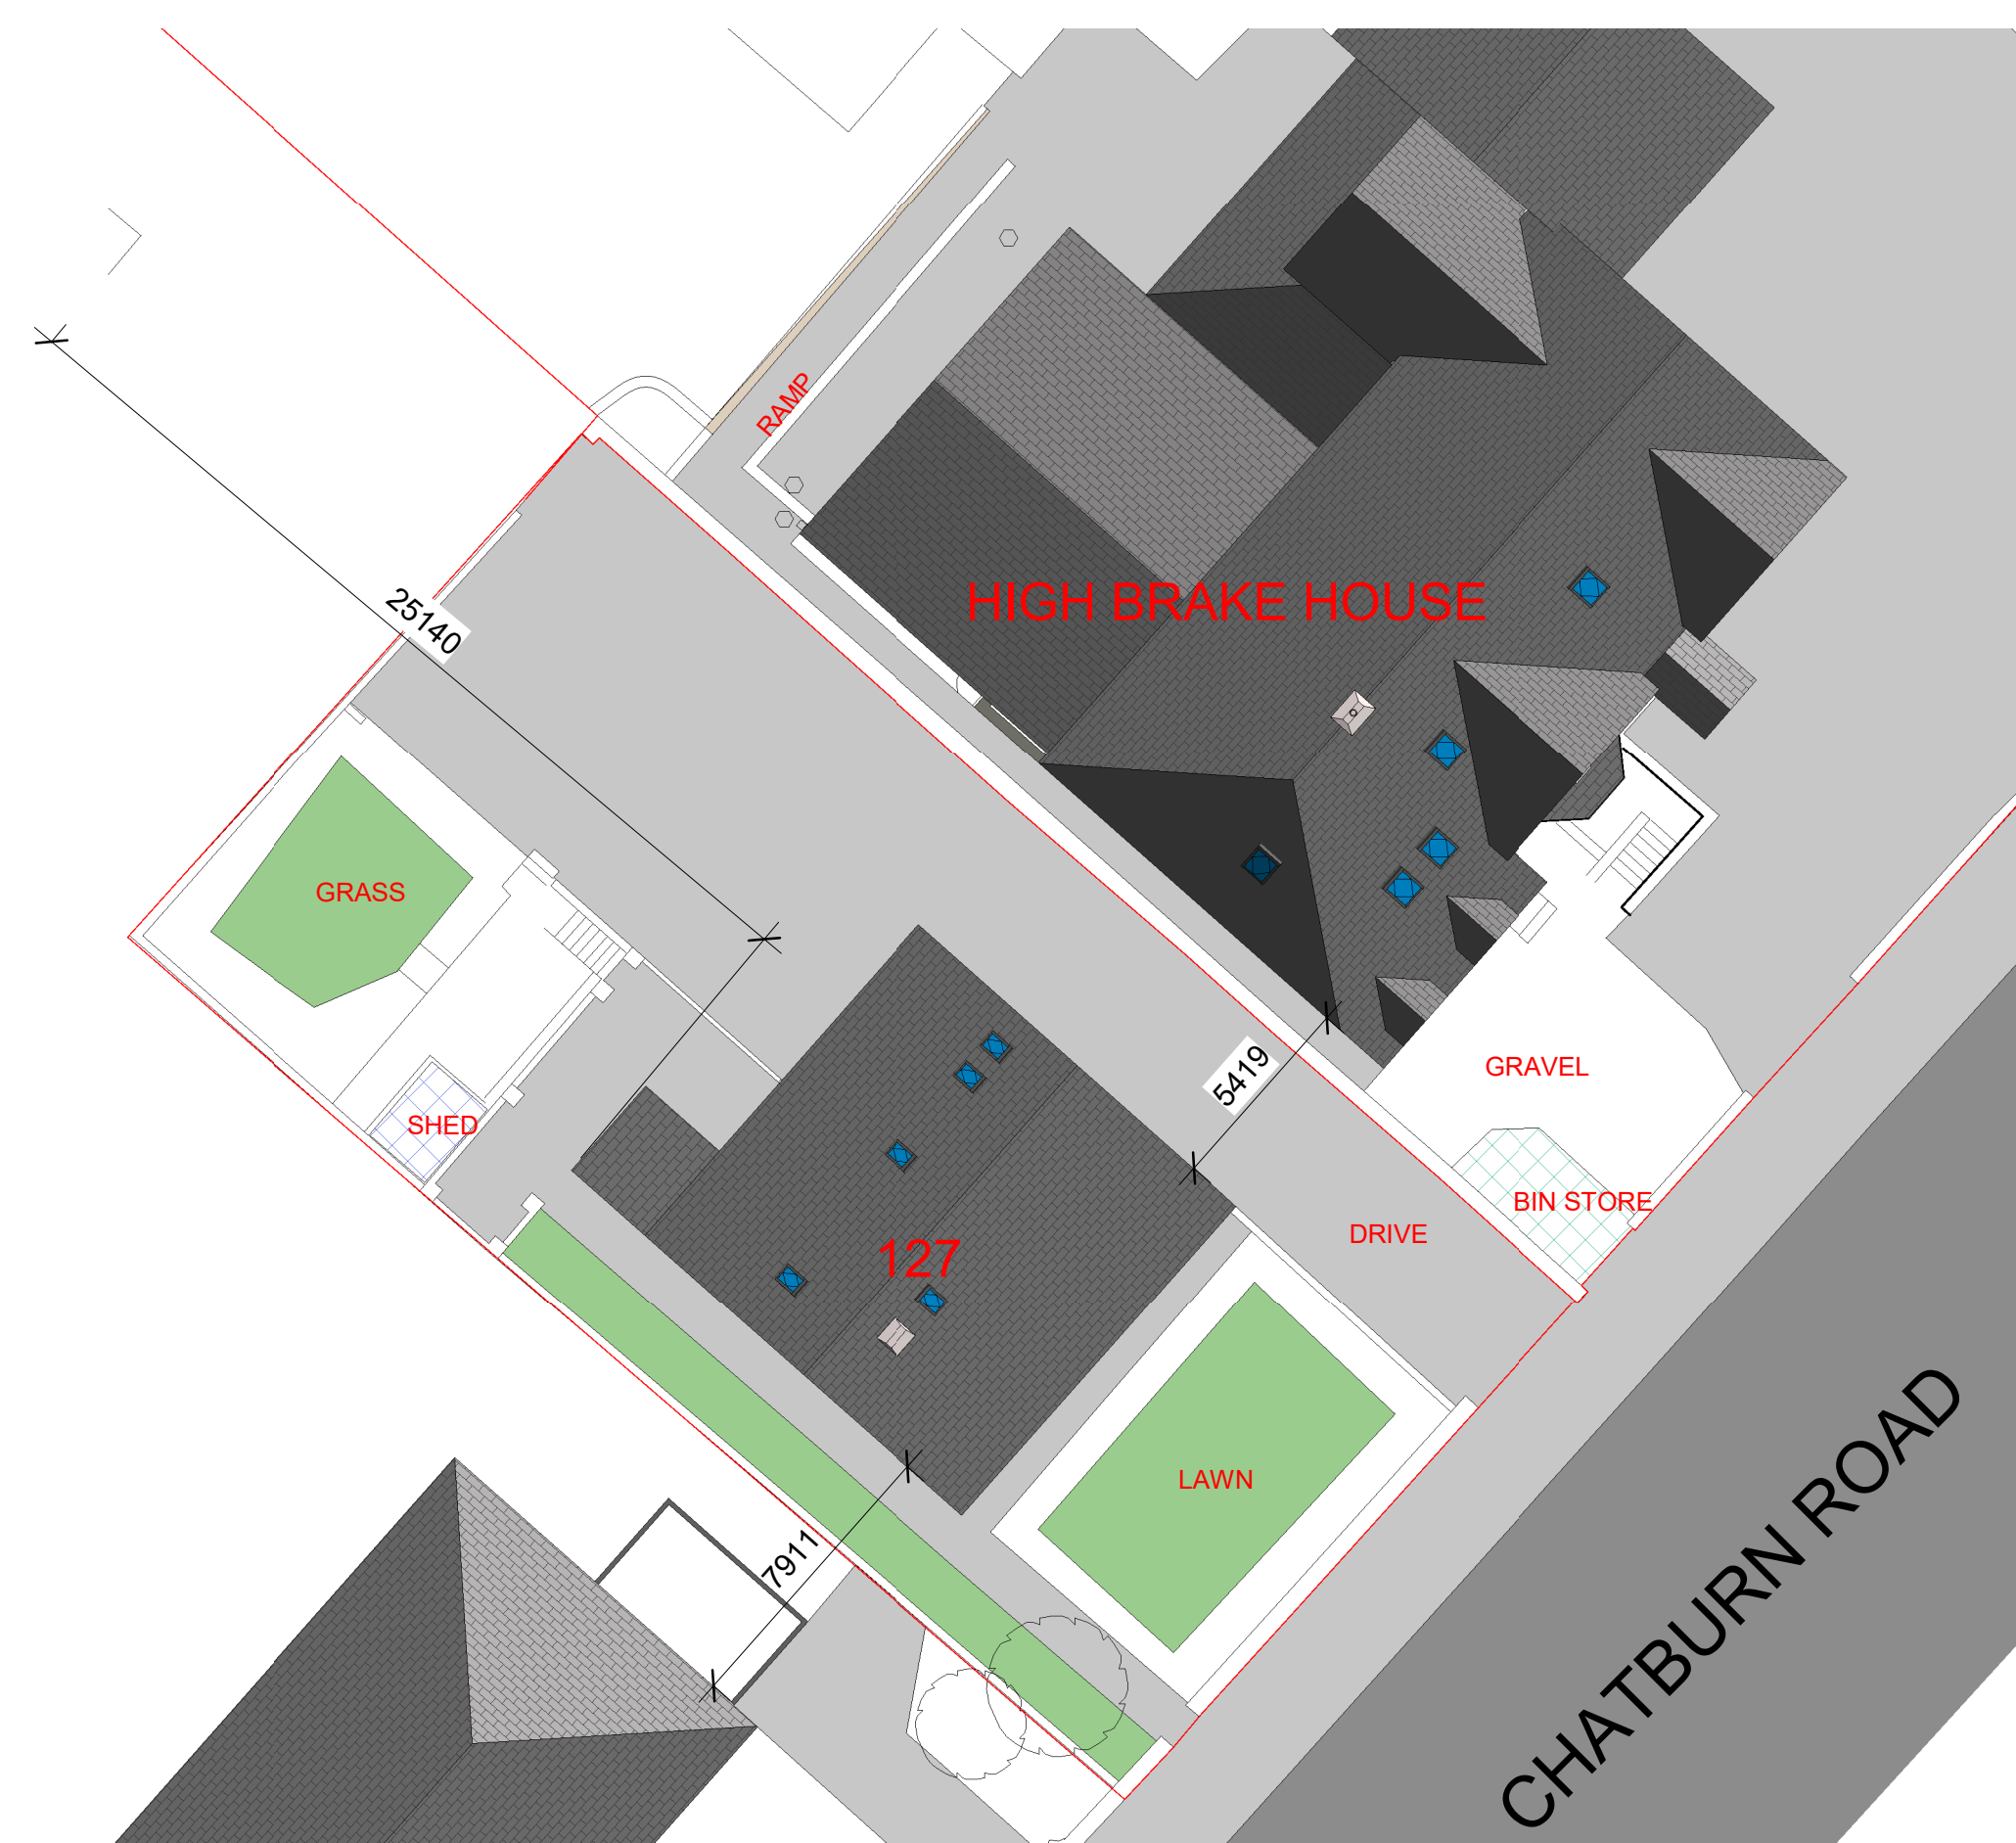 RAMP
25140
HIGH BRAKE HOUSE
GRASS
5419
GRAVEL
SHED
BIN STORE
DRIVE
127
LAWN
7911
CHATBURN ROAD